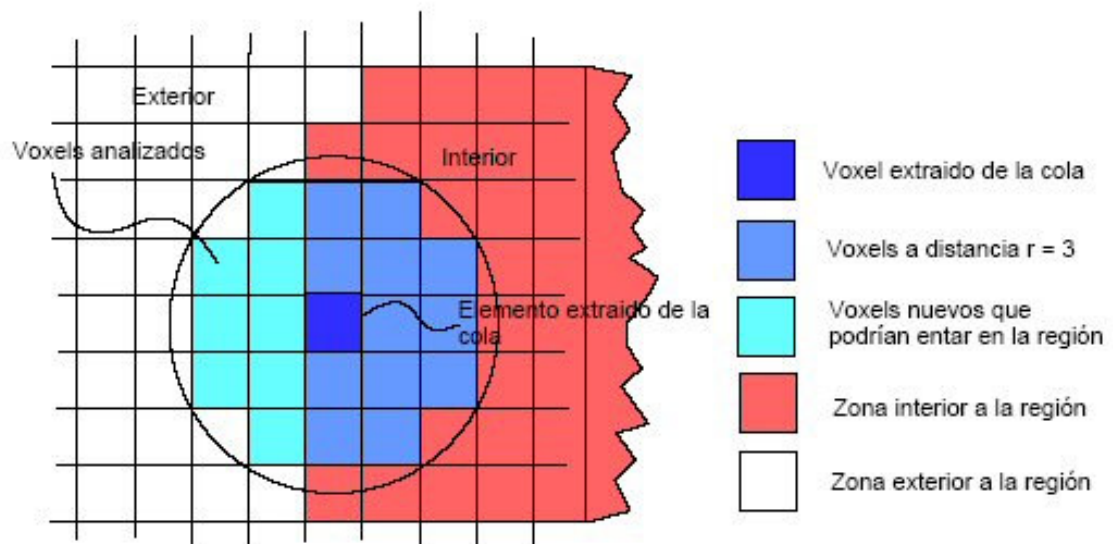 Exterior
Voxels analizados
Interior
Elemento extraido de la
cola
Voxel extraido de la cola
Voxels a distancia r = 3
Voxels nuevos que
podrían entar en la región
Zona interior a la región
Zona exterior a la región